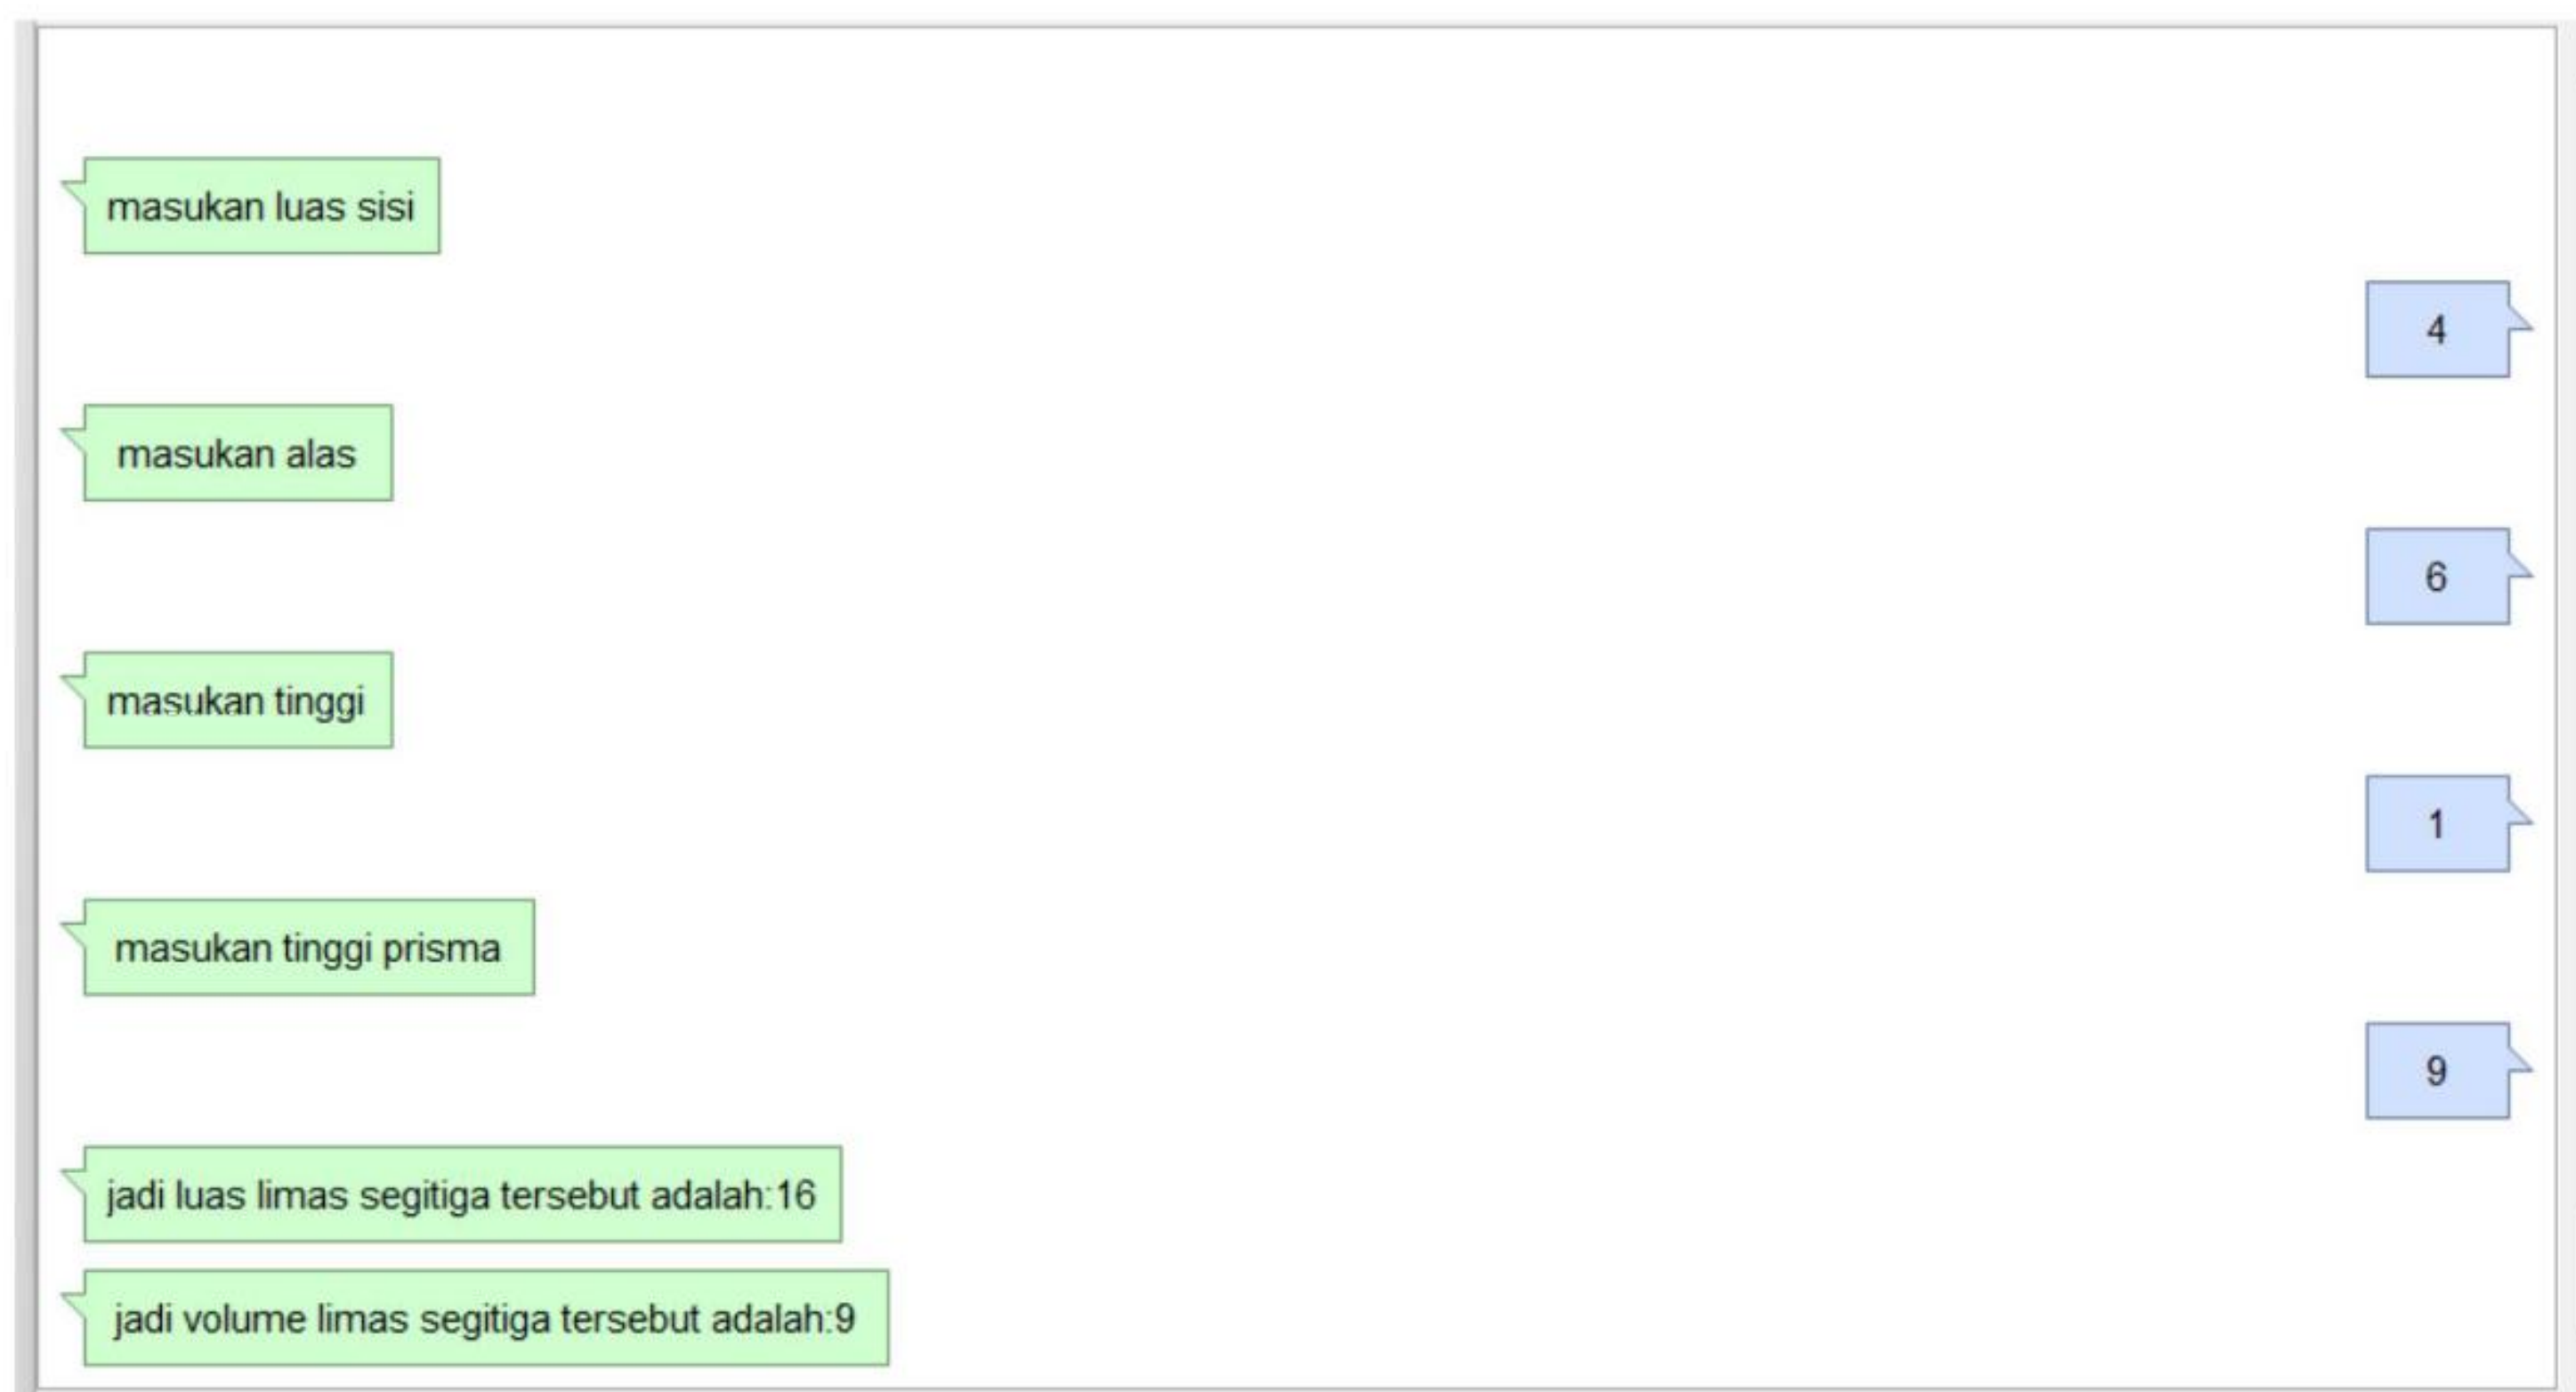 masukan luas sisi
4
masukan alas
6
masukan tinggi
1
masukan tinggi prisma
9
jadi luas limas segitiga tersebut adalah:16
jadi volume limas segitiga tersebut adalah:9